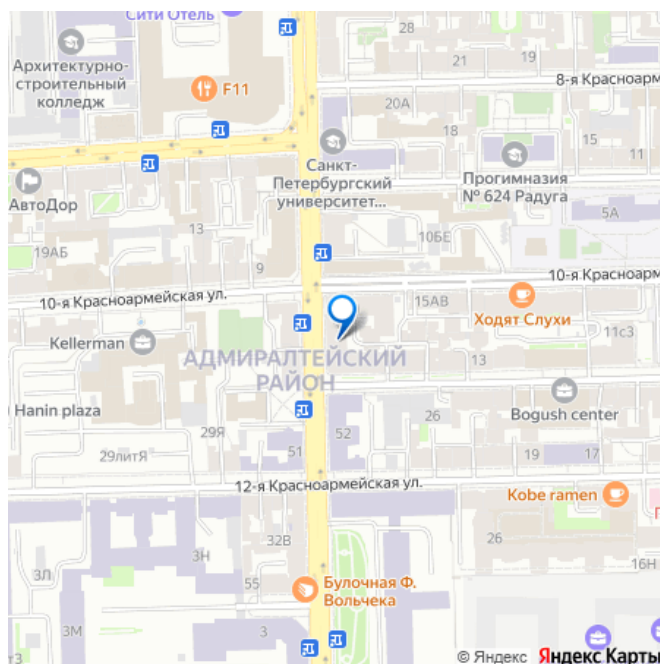 Сити Отель
28
21
19
Архитектурно-
строительный
колледж
F11
8-я Красноарм
20А
18
15
Санкт-
Петербургский
университет...
Прогимназия
№ 624 Радуга
11
АвтоДор
5А
13
10БЕ
19АБ
9
10-я Красноарм
10-я Красноармейская ул.
15АВ
Ходят Слухи
11с3
Kellerman
АДМИРАЛТЕЙСКИЙ
РАЙОН
13
Hanin plaza
Bogush center
29Я
26
52
29литЯ
51
19
17
12-я Красноармейская ул.
Kobe ramen
32В
26
3Н
3Л
55
16Н
Булочная Ф.
Вольчека
3М
3
© Яндекс Яндекс Карты